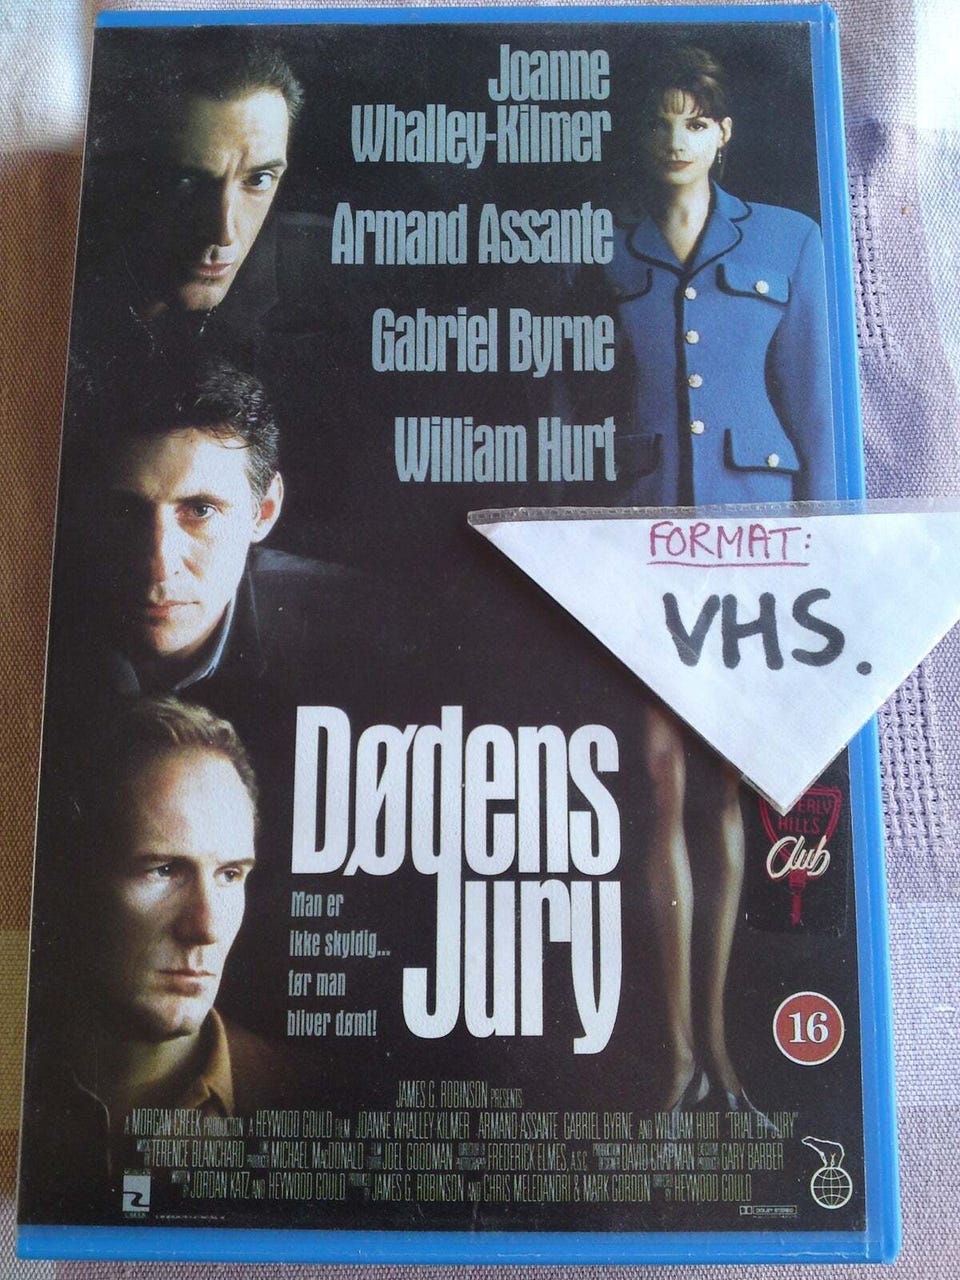 Joanne
Whalley-Kilmer
Armand Assante
Gabriel Byrne
William Hurt
FORMAT:
VHS.
Dødens
Jury
Man er
ikke skyldig...
før man
bliver dømt!
HILLS
Club
16
JAMES G. ROBINSON PRESENTS
A MORGAN CREEK PRODUCTION A HEYWOOD GOULD FILM JOANNE WHALLEY-KILMER ARMAND ASSANTE GABRIEL BYRNE AND WILLIAM HURT "TRIAL BY JURY"
TERENCE BLANCHARD MICHAEL MacDONALD JOEL GOODMAN FREDERICK ELMES, A.S.C. DAVID CHAPMAN GARY BARBER
JORDAN KATZ AND HEYWOOD GOULD JAMES G. ROBINSON AND CHRIS MELEDANDRI & MARK GORDON HEYWOOD GOULD